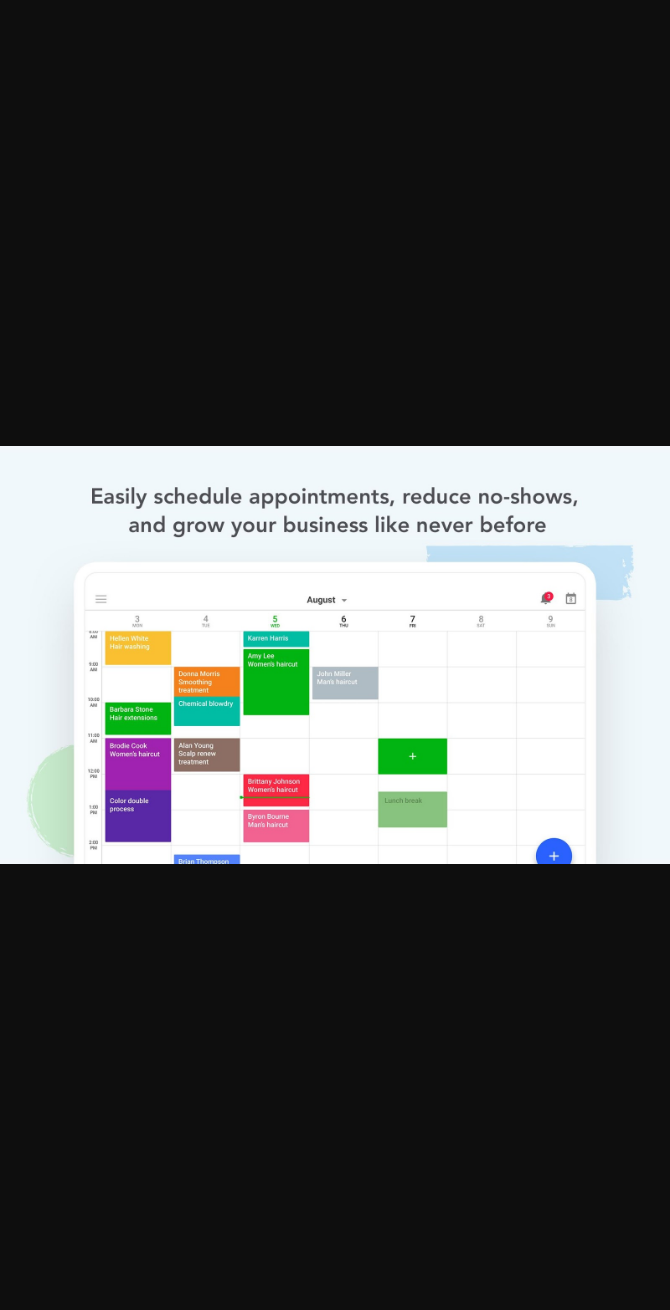 Easily schedule appointments, reduce no-shows,
and grow your business like never before
August
3
3 4 5 6 7 8 9
MON TUE WED THU FRI SAT SUN
AM
9:00
AM
10:00
AM
11:00
AM
12:00
PM
1:00
PM
2:00
PM
Hellen White
Hair washing
Barbara Stone
Hair extensions
Brodie Cook
Women's haircut
Color double
process
Donna Morris
Smoothing
treatment
Chemical blowdry
Alan Young
Scalp renew
treatment
Brian Thompson
Karren Harris
Amy Lee
Women's haircut
Brittany Johnson
Women's haircut
Byron Bourne
Man's haircut
John Miller
Man's haircut
+
Lunch break
+